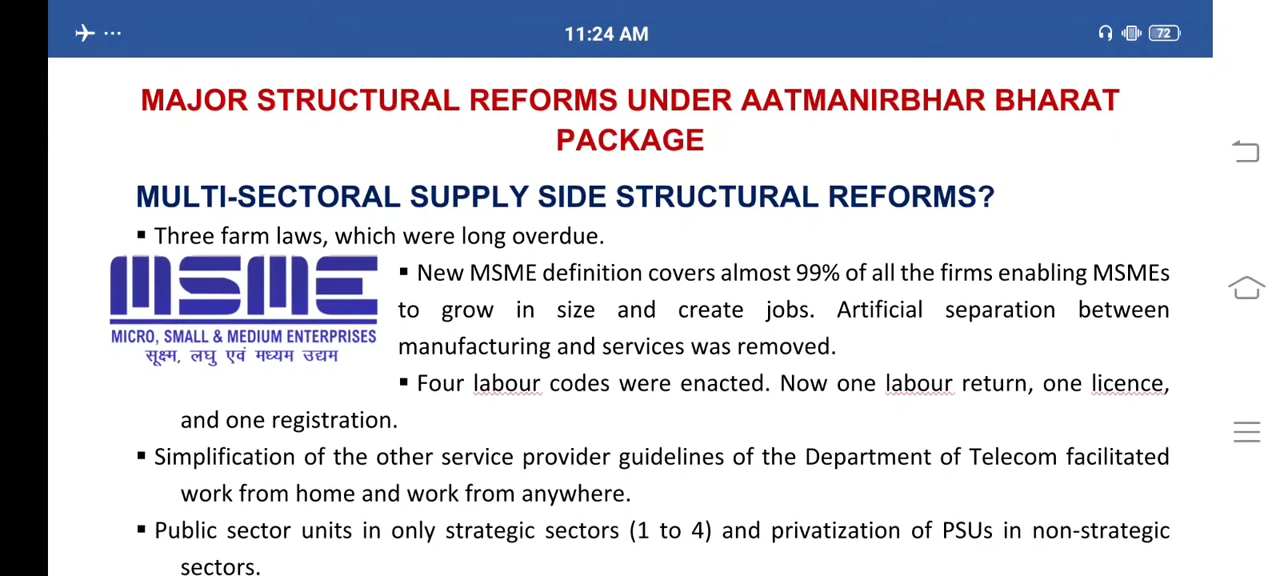 11:24 AM
72
MAJOR STRUCTURAL REFORMS UNDER AATMANIRBHAR BHARAT
PACKAGE
MULTI-SECTORAL SUPPLY SIDE STRUCTURAL REFORMS?
▪ Three farm laws, which were long overdue.
MSME
MICRO, SMALL & MEDIUM ENTERPRISES
सूक्ष्म, लघु एवं मध्यम उद्यम
▪ New MSME definition covers almost 99% of all the firms enabling MSMEs
to grow in size and create jobs. Artificial separation between
manufacturing and services was removed.
▪ Four labour codes were enacted. Now one labour return, one licence,
and one registration.
▪ Simplification of the other service provider guidelines of the Department of Telecom facilitated
work from home and work from anywhere.
▪ Public sector units in only strategic sectors (1 to 4) and privatization of PSUs in non-strategic
sectors.